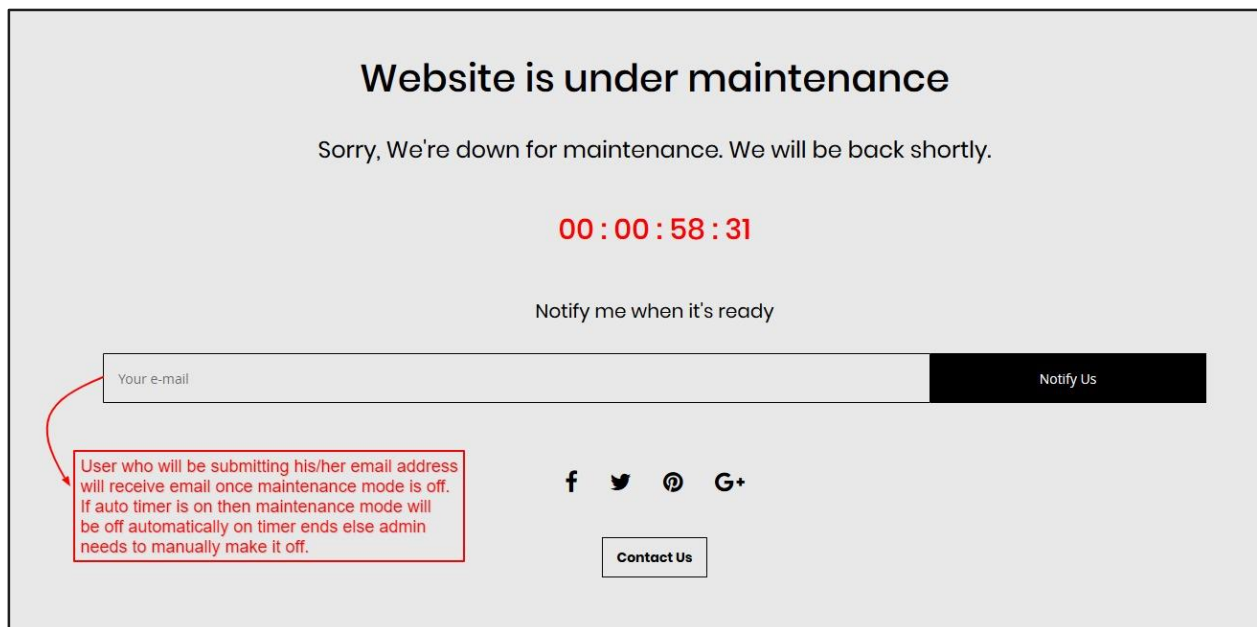 Website is under maintenance
Sorry, We're down for maintenance. We will be back shortly.
00 : 00 : 58 : 31
Notify me when it's ready
Your e-mail
Notify Us
User who will be submitting his/her email address
will receive email once maintenance mode is off.
If auto timer is on then maintenance mode will
be off automatically on timer ends else admin
needs to manually make it off.
f G+
Contact Us